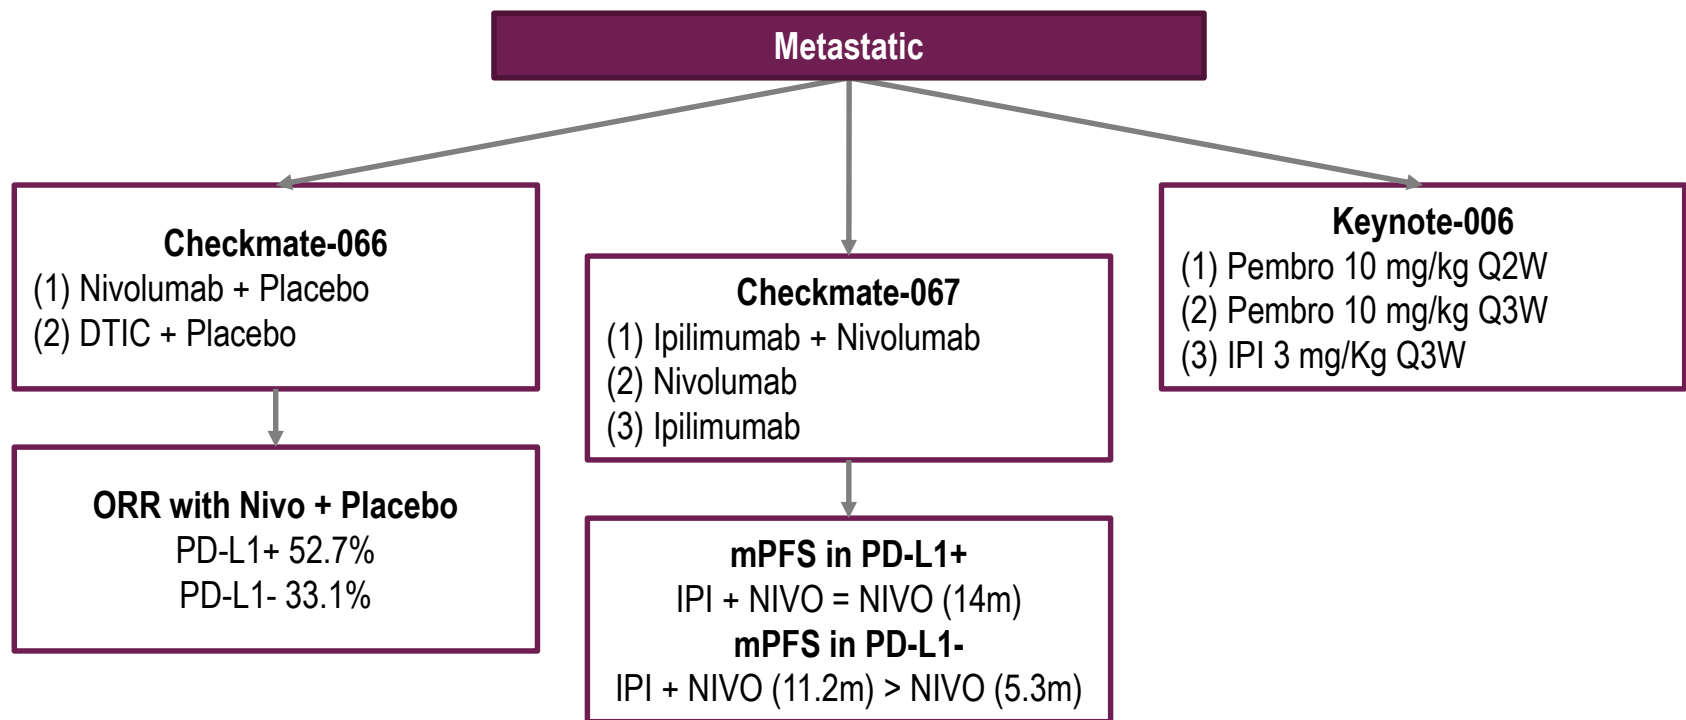 Metastatic
Checkmate-066
(1) Nivolumab + Placebo
(2) DTIC + Placebo
Checkmate-067
(1) Ipilimumab + Nivolumab
(2) Nivolumab
(3) Ipilimumab
Keynote-006
(1) Pembro 10 mg/kg Q2W
(2) Pembro 10 mg/kg Q3W
(3) IPI 3 mg/Kg Q3W
ORR with Nivo + Placebo
PD-L1+ 52.7%
PD-L1- 33.1%
mPFS in PD-L1+
IPI + NIVO = NIVO (14m)
mPFS in PD-L1-
IPI + NIVO (11.2m) > NIVO (5.3m)